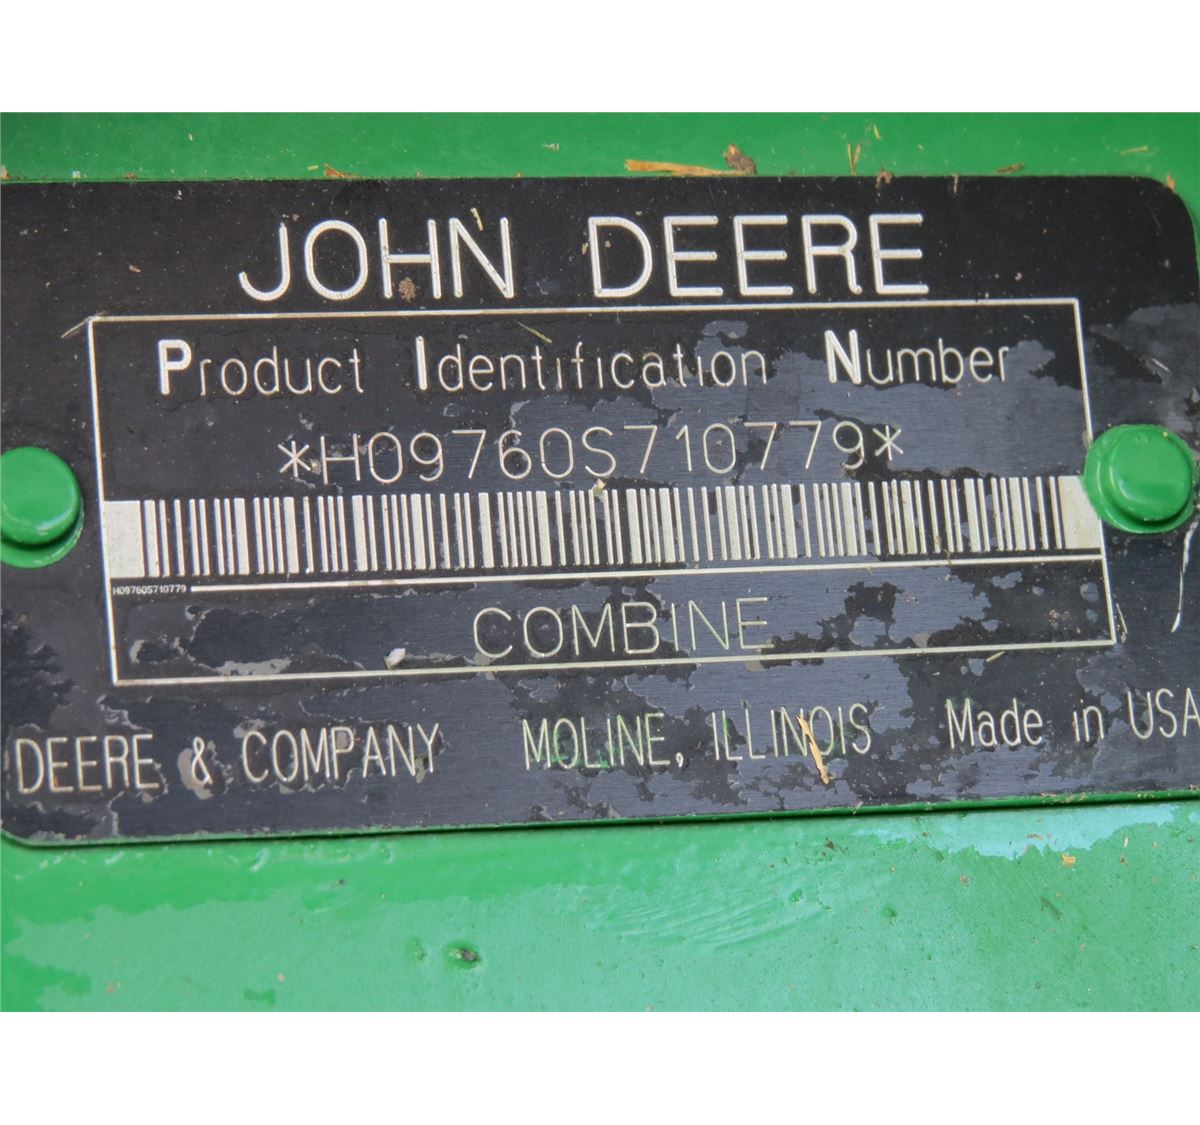 JOHN DEERE
Product Identification Number
*H09760S710779*
H09760S710779
COMBINE
DEERE & COMPANY MOLINE, ILLINOIS Made in USA